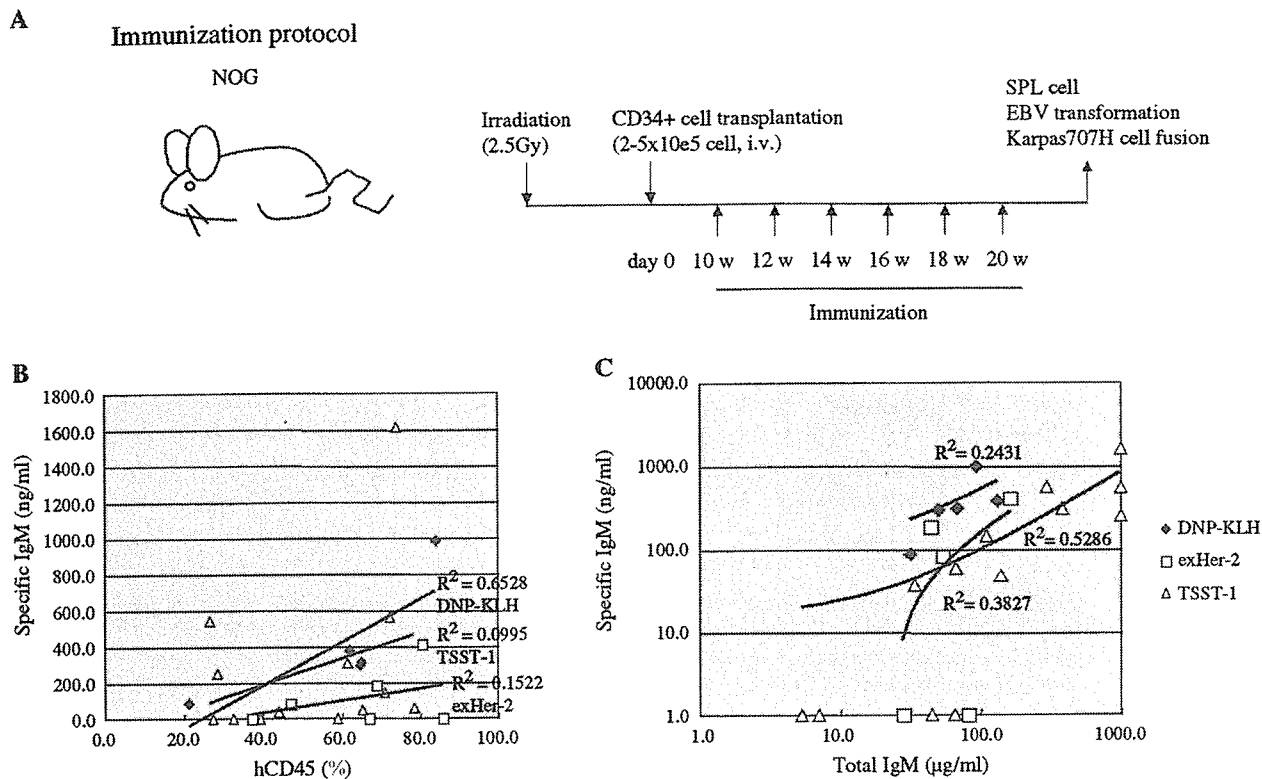 A
Immunization protocol
NOG
Irradiation
(2.5Gy)
CD34+ cell transplantation
(2-5x10e5 cell, i.v.)
SPL cell
EBV transformation
Karpas707H cell fusion
day 0 10 w 12 w 14 w 16 w 18 w 20 w
Immunization
B
1800.0
1600.0
1400.0
1200.0
1000.0
800.0
600.0
400.0
200.0
0.0
Specific IgM (ng/ml)
R² = 0.6528
DNP-KLH
R² = 0.0995
TSST-1
R² = 0.1522
exHer-2
0.0 20.0 40.0 60.0 80.0 100.0
hCD45 (%)
C
10000.0
1000.0
100.0
10.0
1.0
Specific IgM (ng/ml)
R² = 0.2431
R² = 0.5286
R² = 0.3827
1.0 10.0 100.0 1000.0
Total IgM (µg/ml)
DNP-KLH
exHer-2
TSST-1